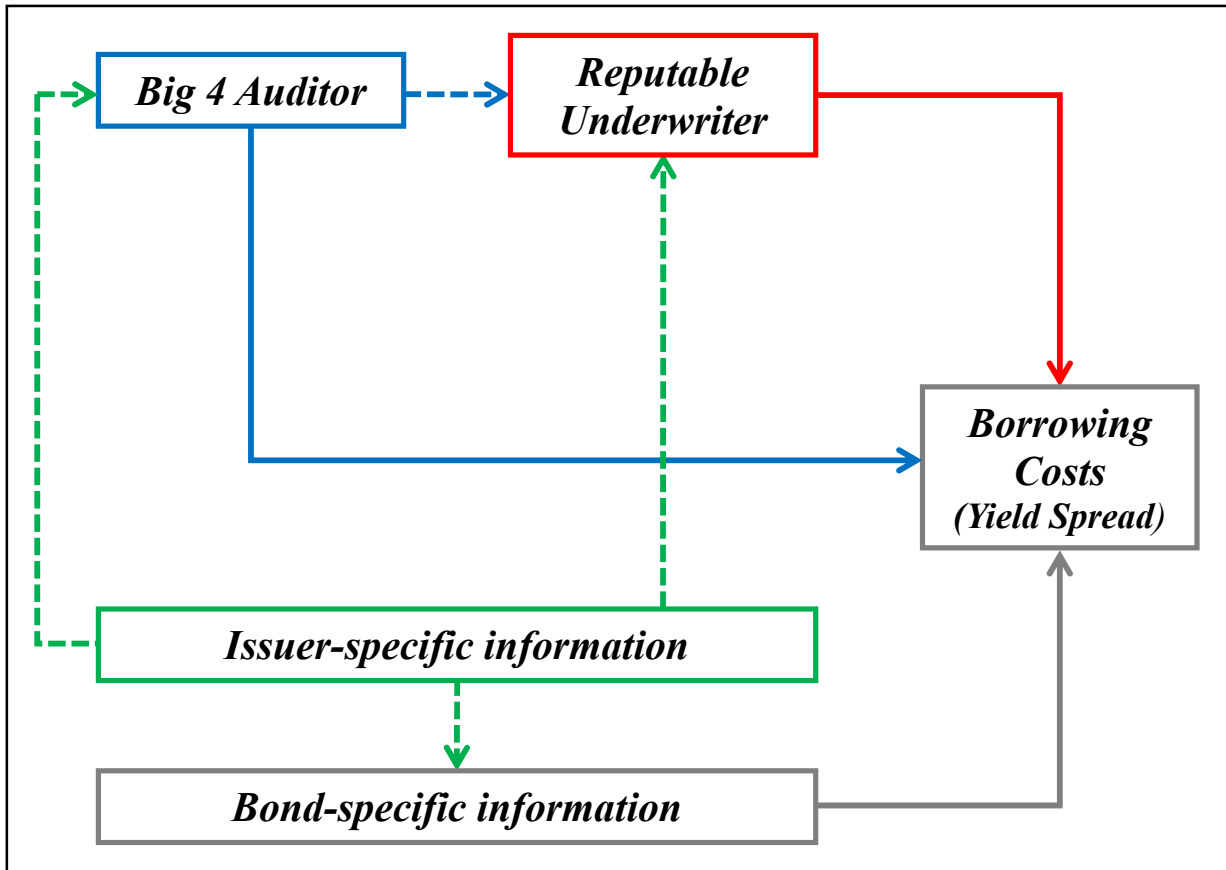 Big 4 Auditor
Reputable
Underwriter
Borrowing
Costs
(Yield Spread)
Issuer-specific information
Bond-specific information